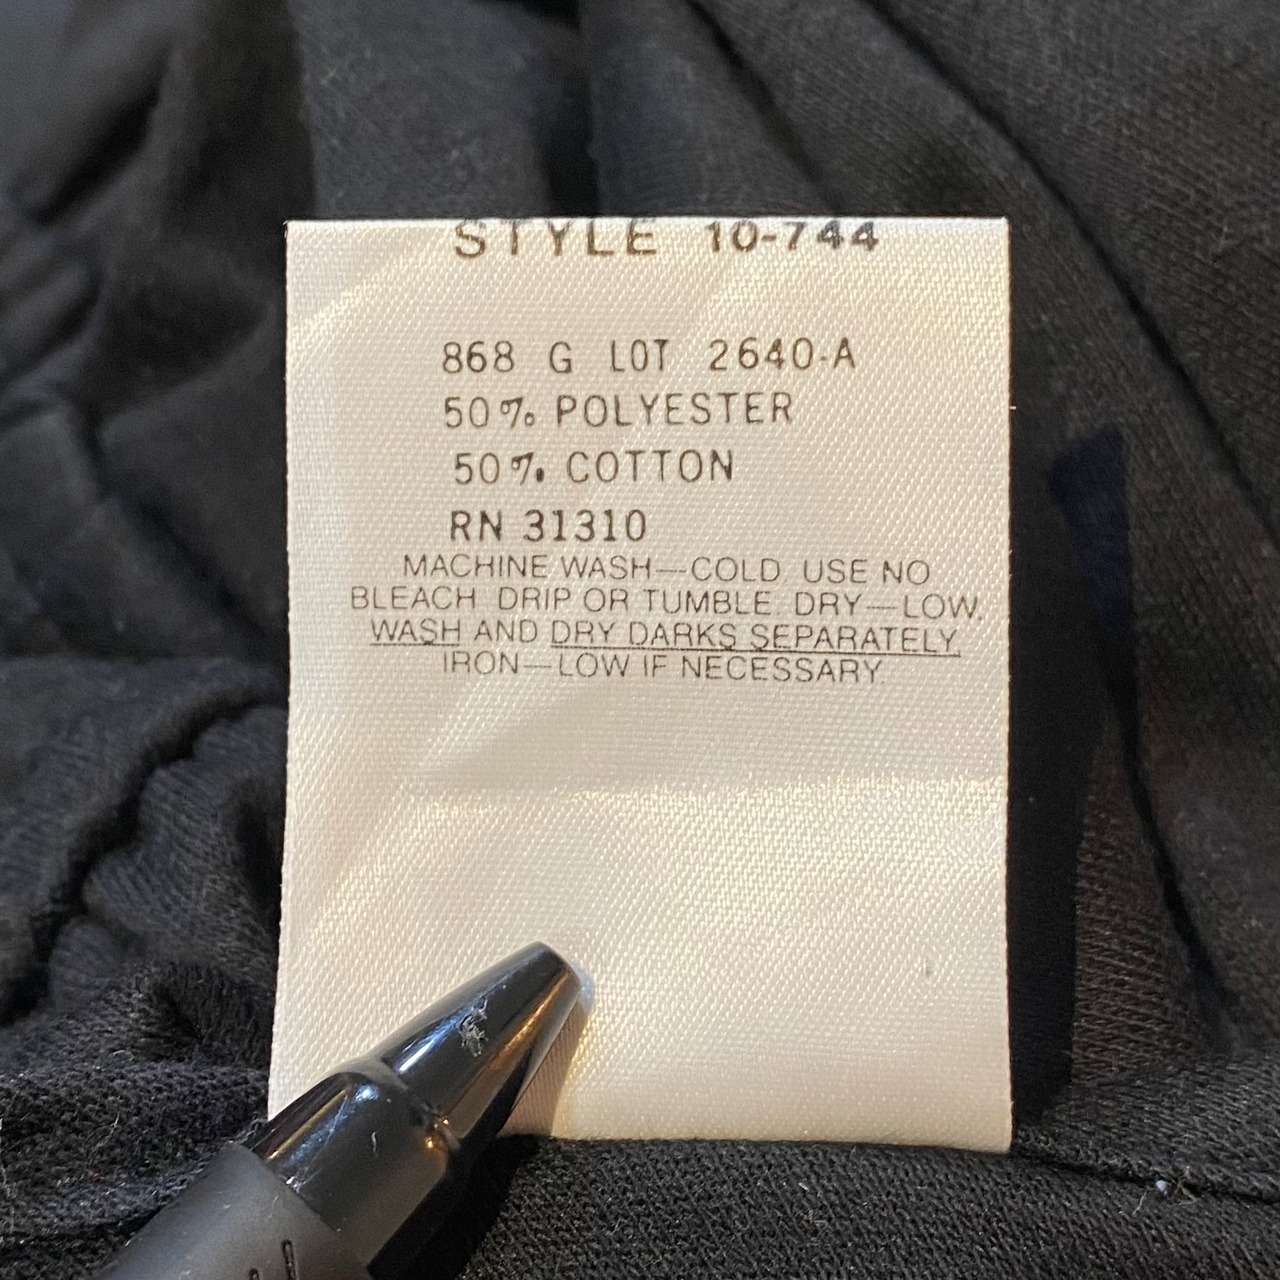 STYLE 10-744
868 G LOT 2640-A
50% POLYESTER
50% COTTON
RN 31310
MACHINE WASH—COLD. USE NO
BLEACH. DRIP OR TUMBLE. DRY—LOW.
WASH AND DRY DARKS SEPARATELY.
IRON—LOW IF NECESSARY.